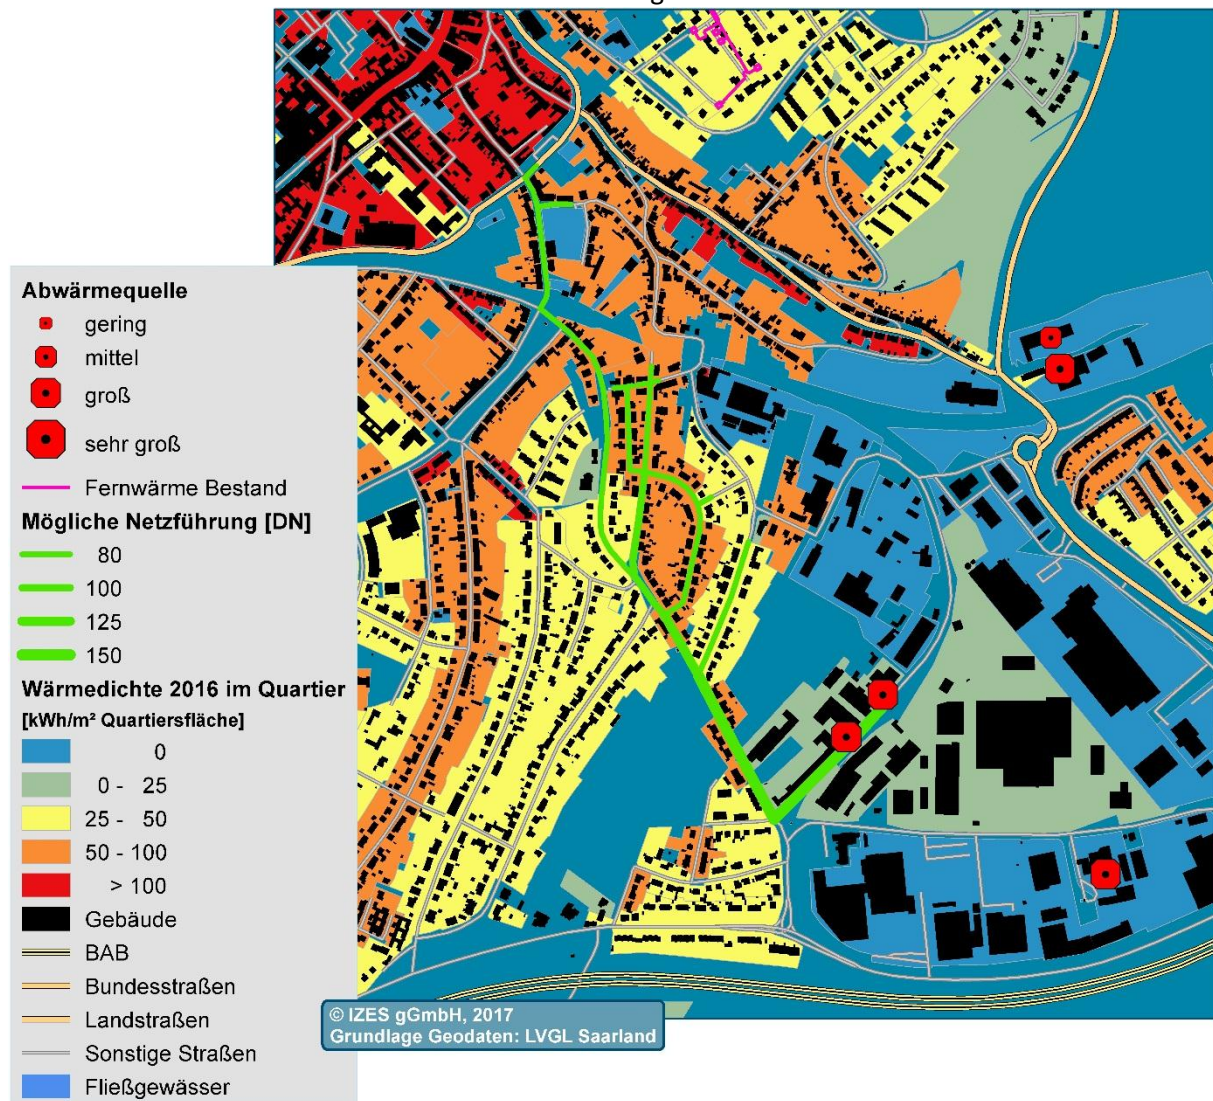 Abwärmequelle
gering
mittel
groß
sehr groß
Fernwärme Bestand
Mögliche Netzführung [DN]
80
100
125
150
Wärmedichte 2016 im Quartier
[kWh/m² Quartiersfläche]
0
0 - 25
25 - 50
50 - 100
> 100
Gebäude
BAB
Bundesstraßen
Landstraßen
Sonstige Straßen
Fließgewässer
© IZES gGmbH, 2017
Grundlage Geodaten: LVGL Saarland